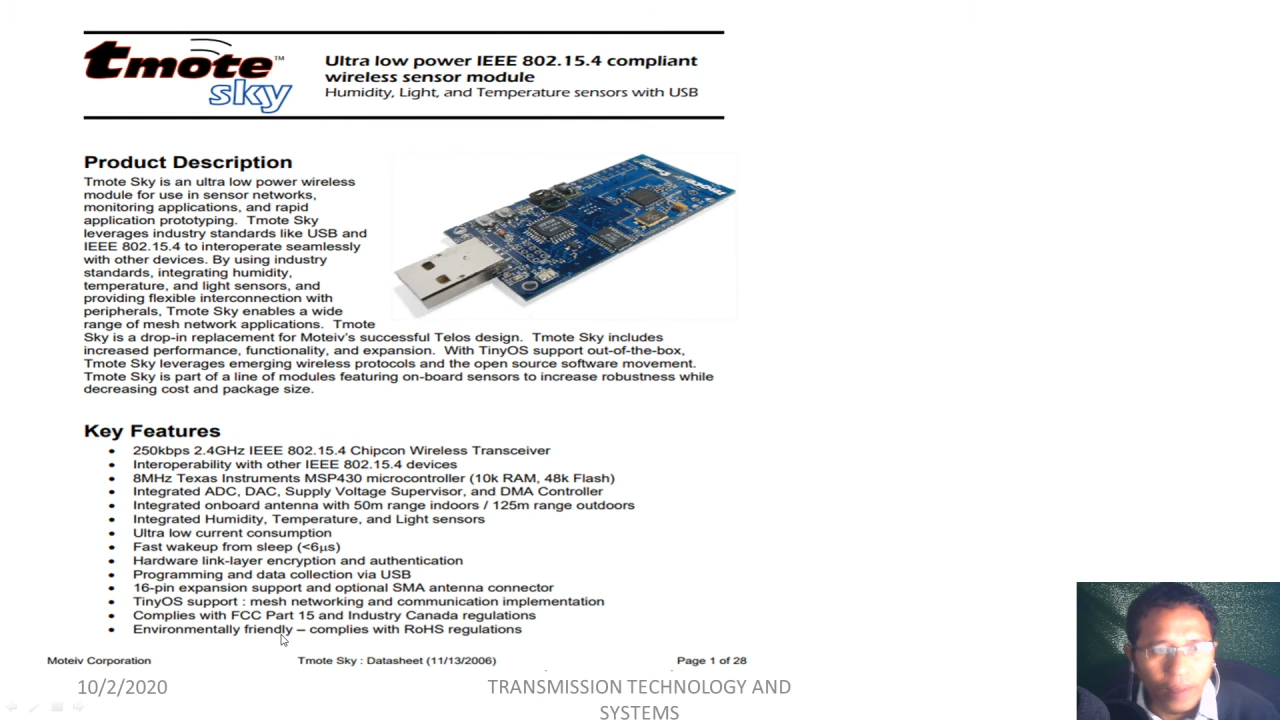 tmote™
sky
Ultra low power IEEE 802.15.4 compliant
wireless sensor module
Humidity, Light, and Temperature sensors with USB
Product Description
Tmote Sky is an ultra low power wireless
module for use in sensor networks,
monitoring applications, and rapid
application prototyping. Tmote Sky
leverages industry standards like USB and
IEEE 802.15.4 to interoperate seamlessly
with other devices. By using industry
standards, integrating humidity,
temperature, and light sensors, and
providing flexible interconnection with
peripherals, Tmote Sky enables a wide
range of mesh network applications. Tmote
Sky is a drop-in replacement for Moteiv's successful Telos design. Tmote Sky includes
increased performance, functionality, and expansion. With TinyOS support out-of-the-box,
Tmote Sky leverages emerging wireless protocols and the open source software movement.
Tmote Sky is part of a line of modules featuring on-board sensors to increase robustness while
decreasing cost and package size.
Key Features
• 250kbps 2.4GHz IEEE 802.15.4 Chipcon Wireless Transceiver
• Interoperability with other IEEE 802.15.4 devices
• 8MHz Texas Instruments MSP430 microcontroller (10k RAM, 48k Flash)
• Integrated ADC, DAC, Supply Voltage Supervisor, and DMA Controller
• Integrated onboard antenna with 50m range indoors / 125m range outdoors
• Integrated Humidity, Temperature, and Light sensors
• Ultra low current consumption
• Fast wakeup from sleep (<6µs)
• Hardware link-layer encryption and authentication
• Programming and data collection via USB
• 16-pin expansion support and optional SMA antenna connector
• TinyOS support : mesh networking and communication implementation
• Complies with FCC Part 15 and Industry Canada regulations
• Environmentally friendly – complies with RoHS regulations
Moteiv Corporation
Tmote Sky : Datasheet (11/13/2006)
Page 1 of 28
10/2/2020
TRANSMISSION TECHNOLOGY AND
SYSTEMS